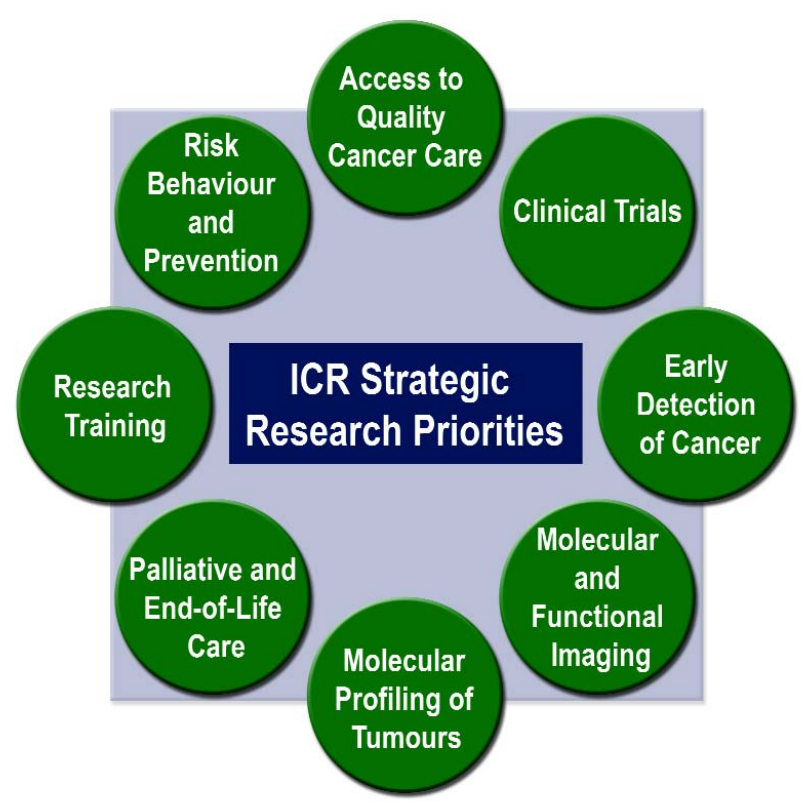 Access to
Quality
Cancer Care
Clinical Trials
Early
Detection
of Cancer
Molecular
and
Functional
Imaging
Molecular
Profiling of
Tumours
Palliative and
End-of-Life
Care
Research
Training
Risk
Behaviour
and
Prevention
ICR Strategic
Research Priorities